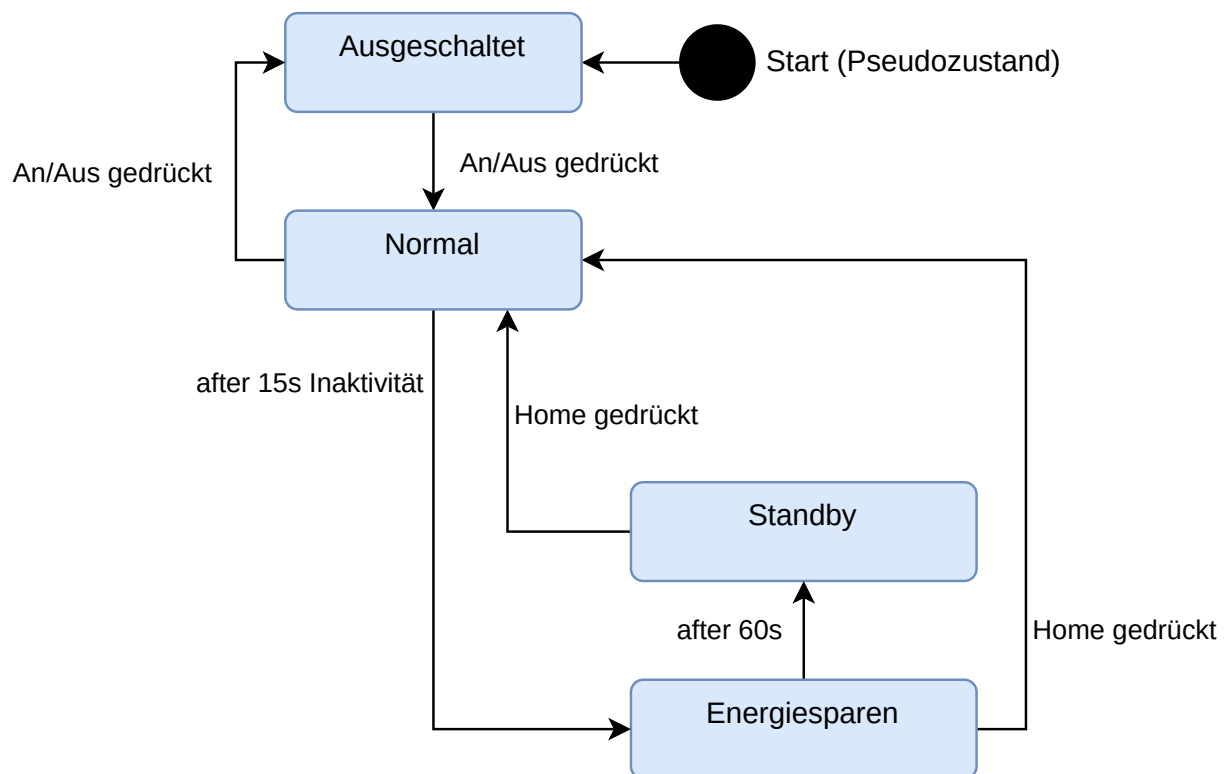 Ausgeschaltet
Start (Pseudozustand)
An/Aus gedrückt
An/Aus gedrückt
Normal
after 15s Inaktivität
Home gedrückt
Standby
after 60s
Home gedrückt
Energiesparen